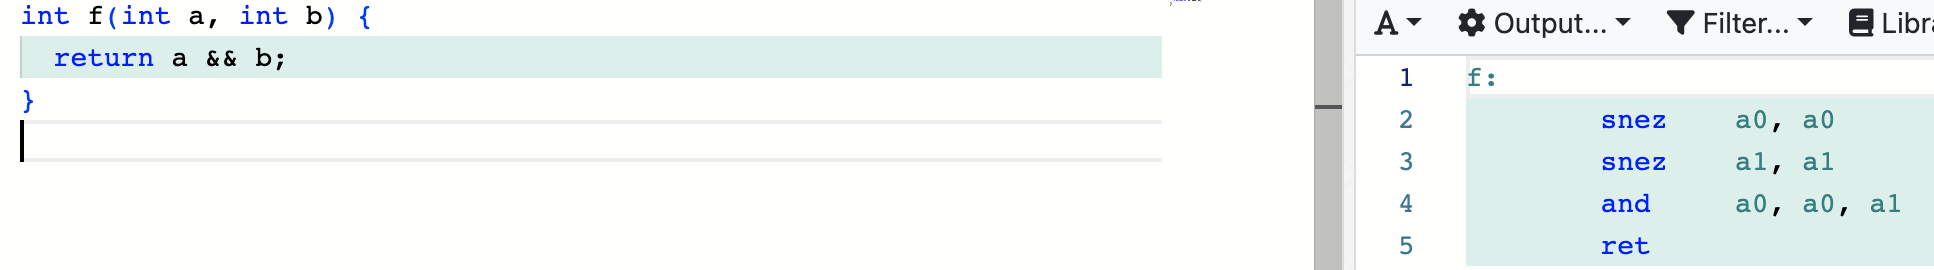 int f(int a, int b) {
  return a && b;
}
A Output... Filter... Libr
1 f:
2 snez a0, a0
3 snez a1, a1
4 and a0, a0, a1
5 ret